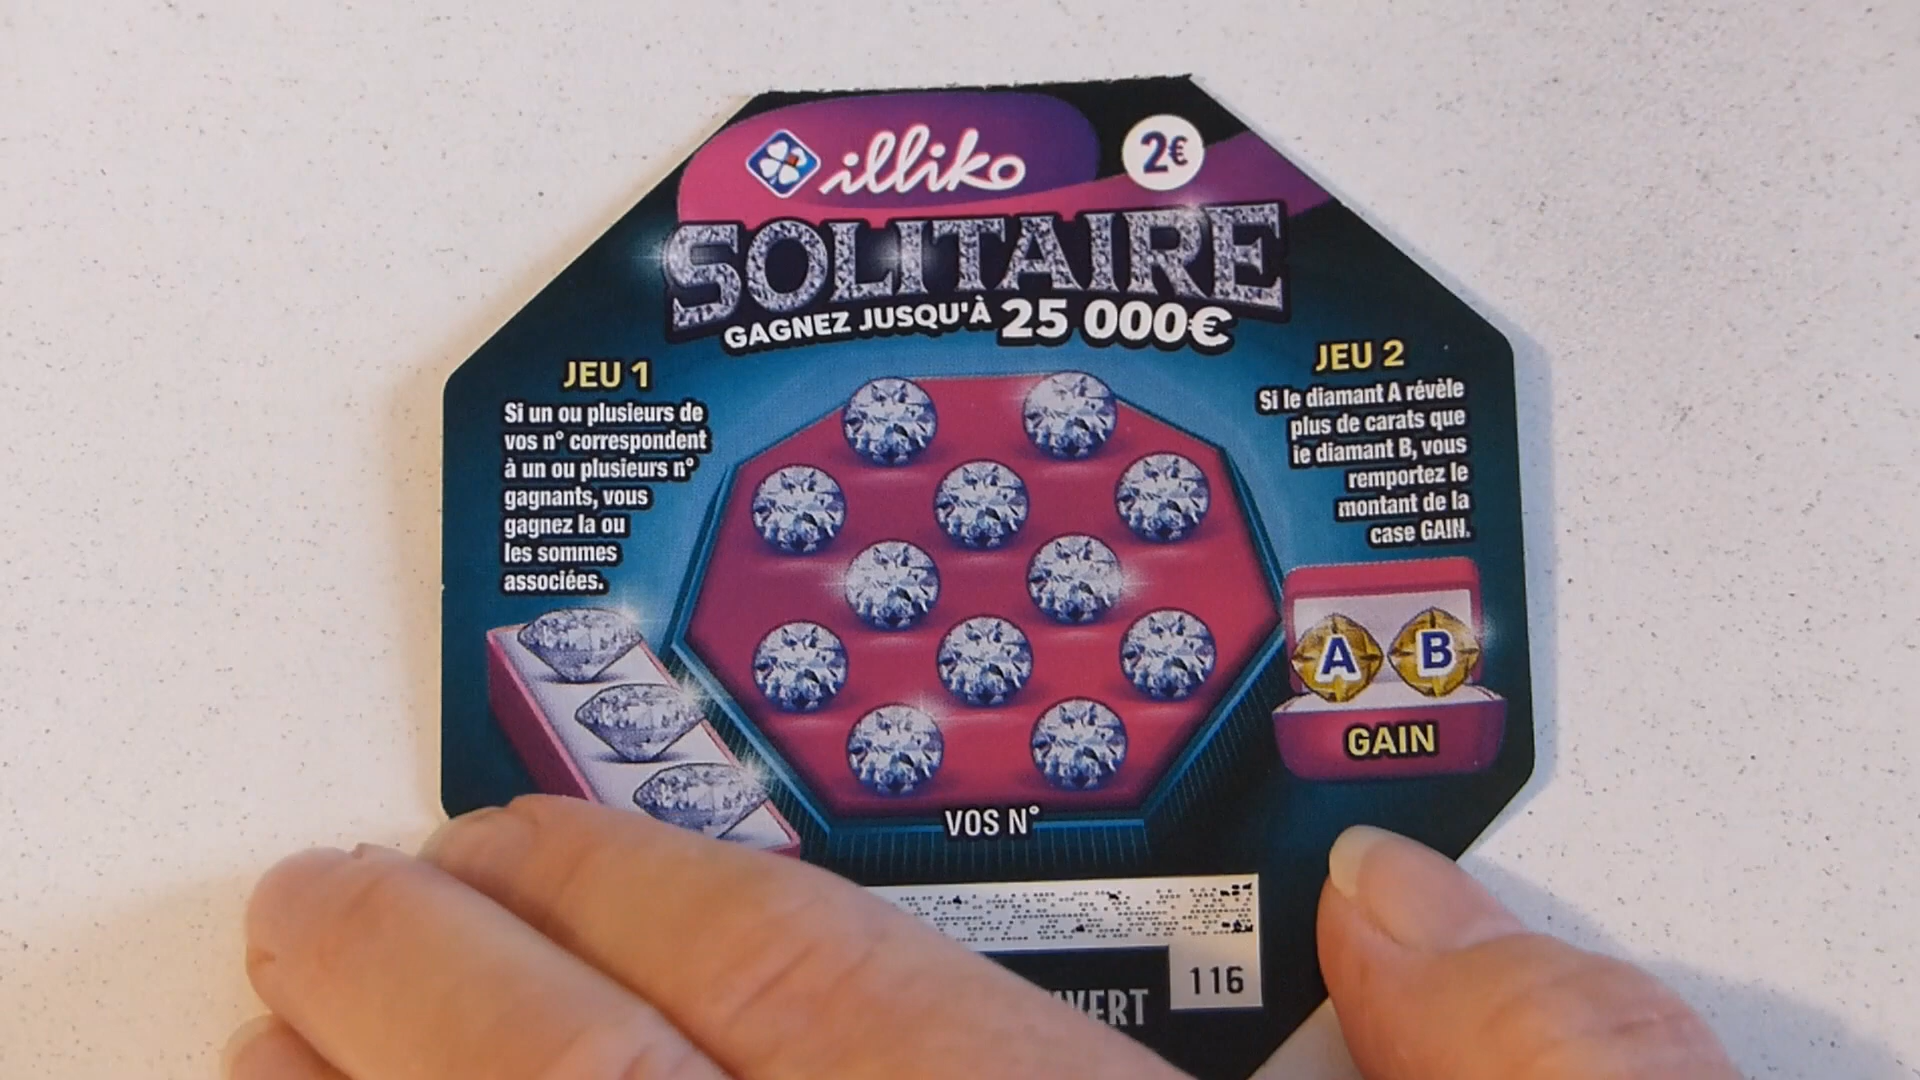 illiko
2€
SOLITAIRE
GAGNEZ JUSQU'À 25 000€
JEU 1
Si un ou plusieurs de
vos n° correspondent
à un ou plusieurs n°
gagnants, vous
gagnez la ou
les sommes
associées.
JEU 2
Si le diamant A révèle
plus de carats que
le diamant B, vous
remportez le
montant de la
case GAIN.
A B
GAIN
VOS N°
116